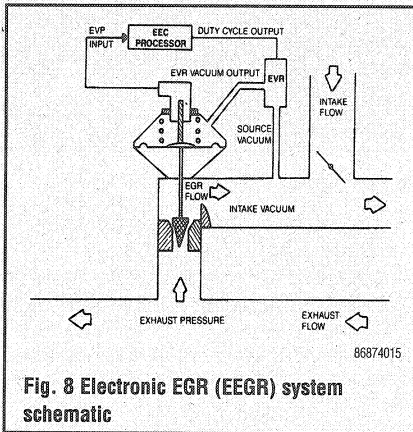 EVP
INPUT
EEC
PROCESSOR
DUTY CYCLE OUTPUT
EVR VACUUM OUTPUT
EVR
INTAKE
FLOW
SOURCE
VACUUM
EGR
FLOW
INTAKE VACUUM
EXHAUST PRESSURE
EXHAUST
FLOW
86874015
Fig. 8 Electronic EGR (EEGR) system
schematic